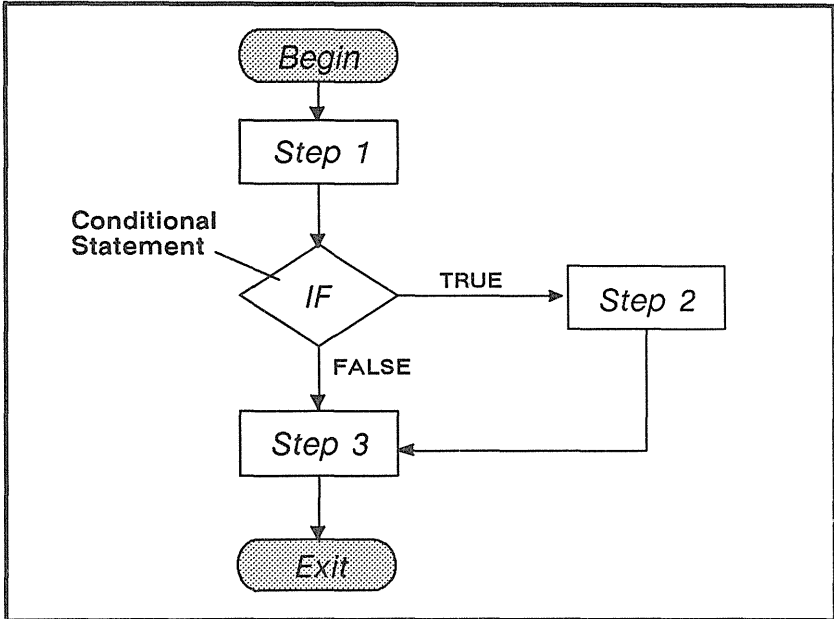 Begin
Step 1
Conditional
Statement
IF
TRUE
Step 2
FALSE
Step 3
Exit